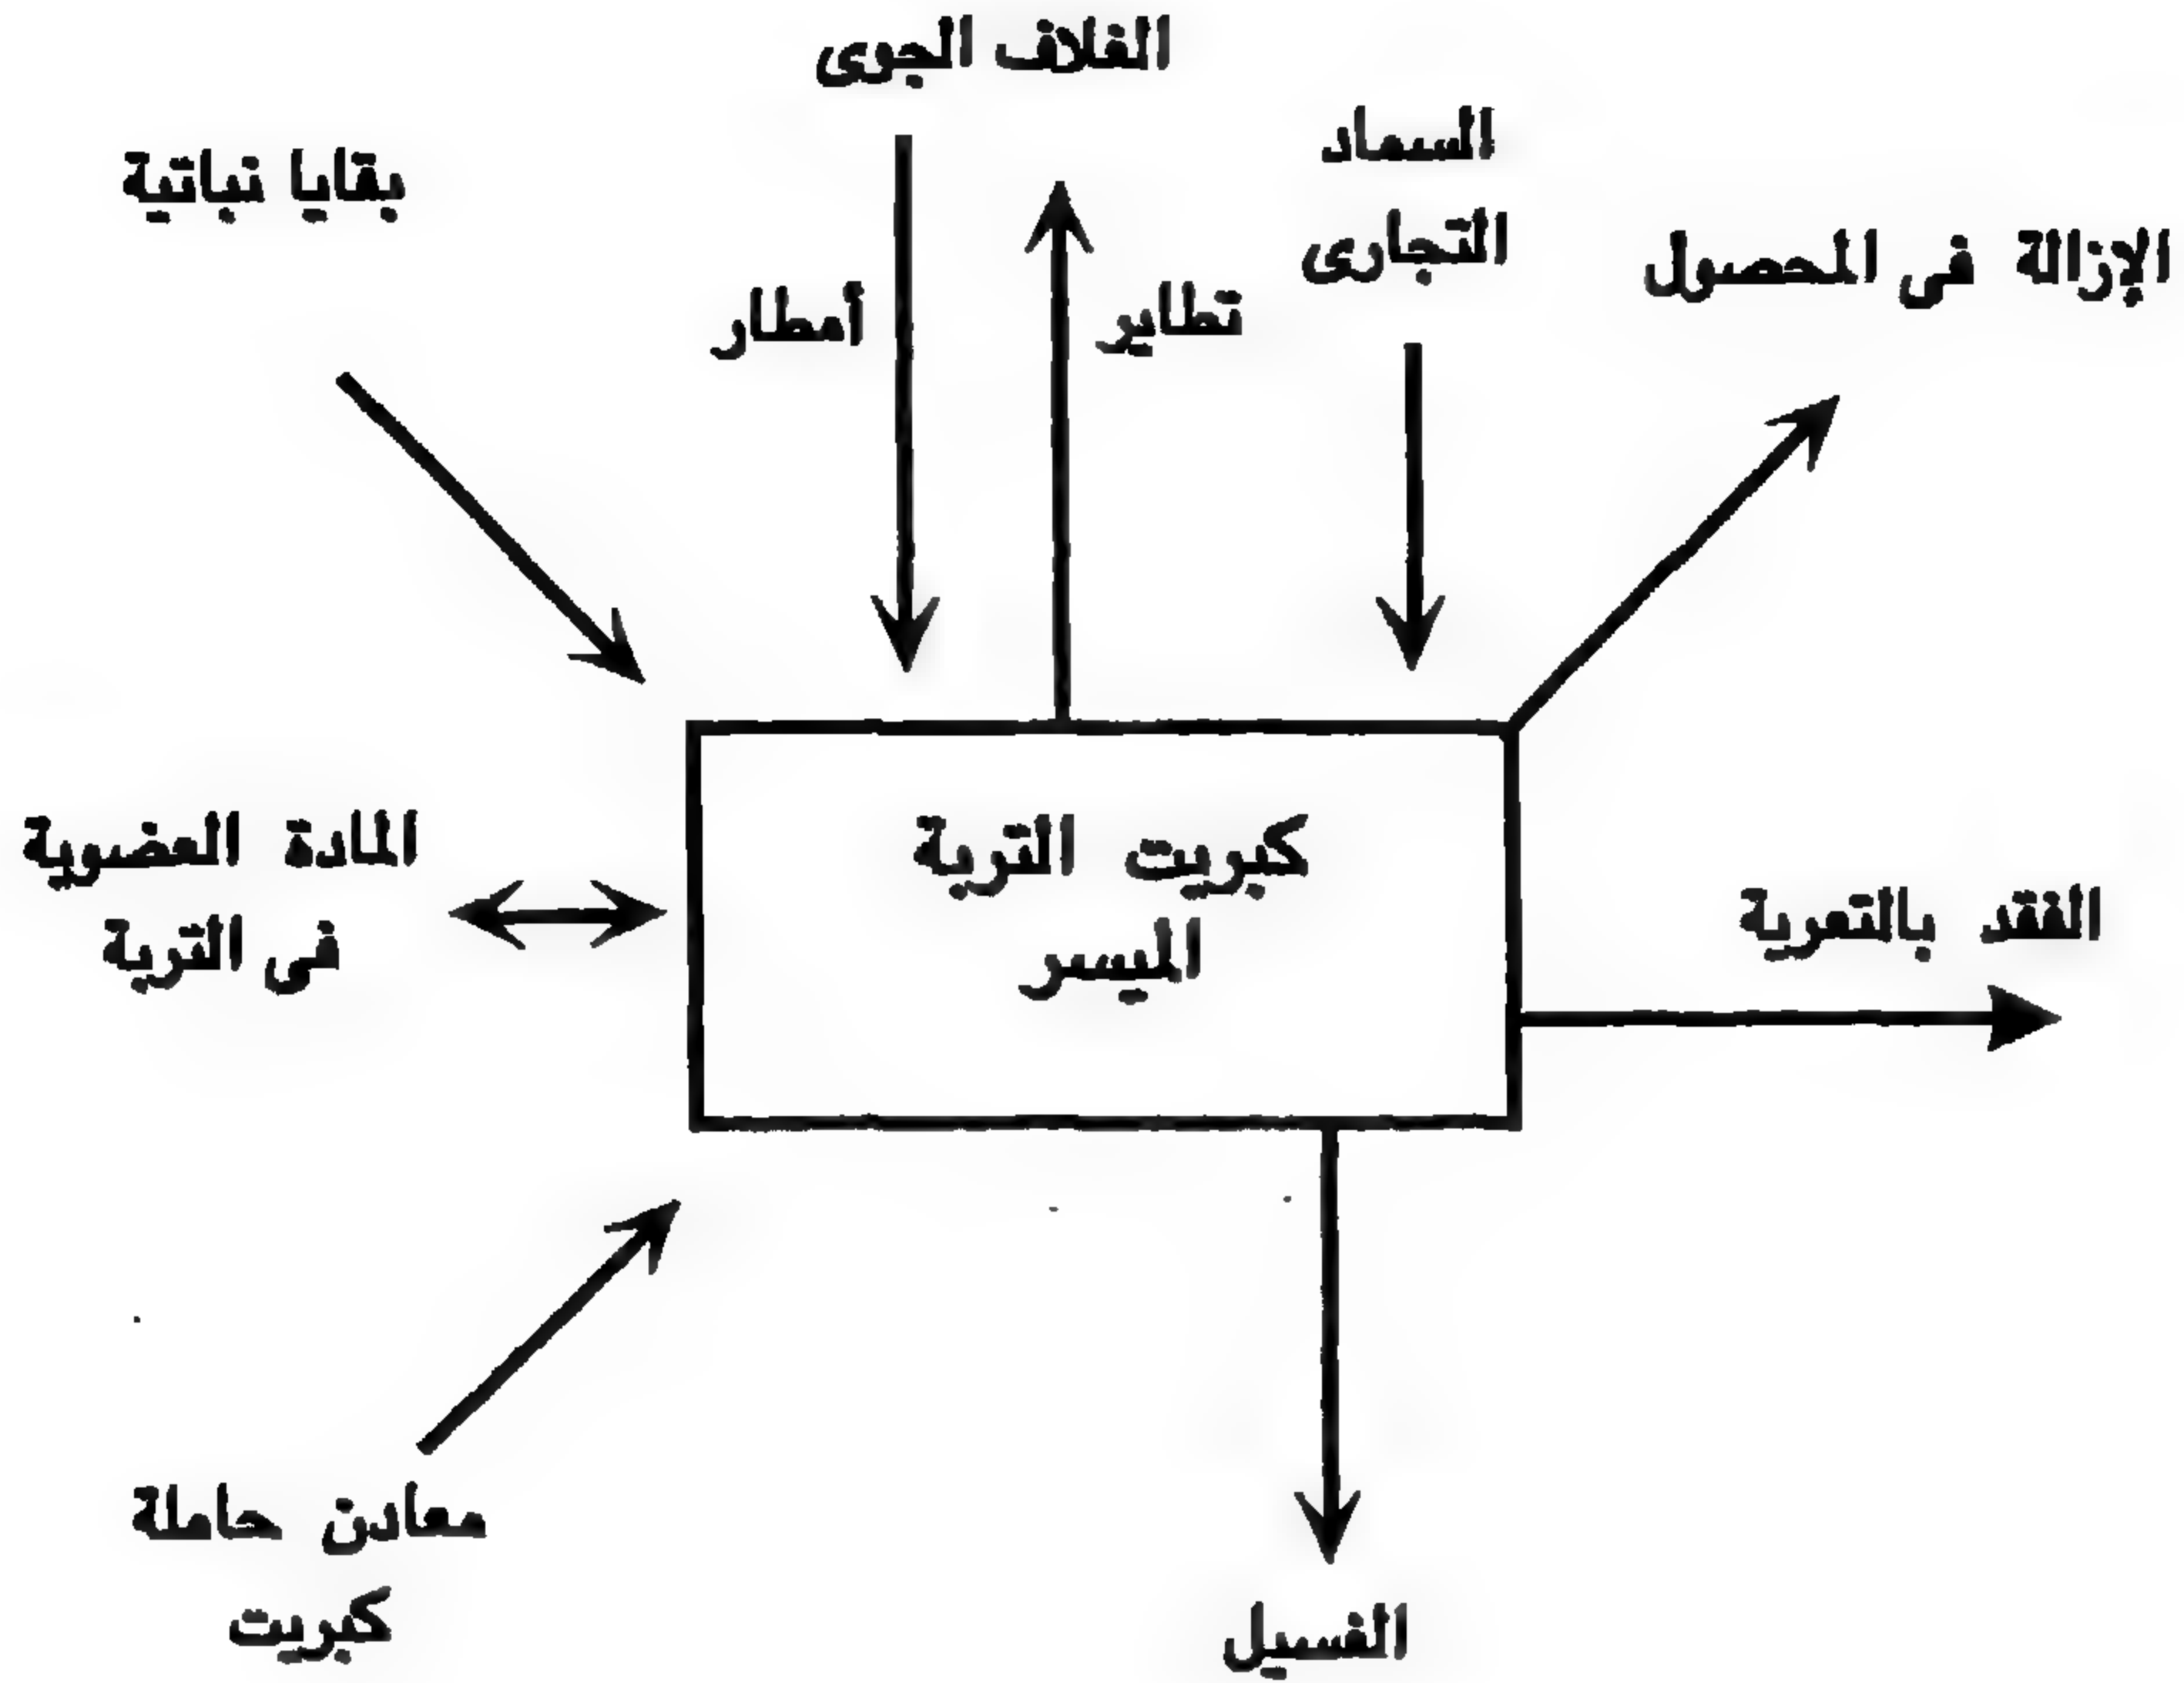 الغلاف الجوى
السماد
التجارى
بقايا نباتية
الإزالة فى المحصول
أمطار
تطاير
كبريت التربة
الميسر
المادة العضوية
فى التربة
الفقد بالتعرية
معادن حاملة
كبريت
الغسيل